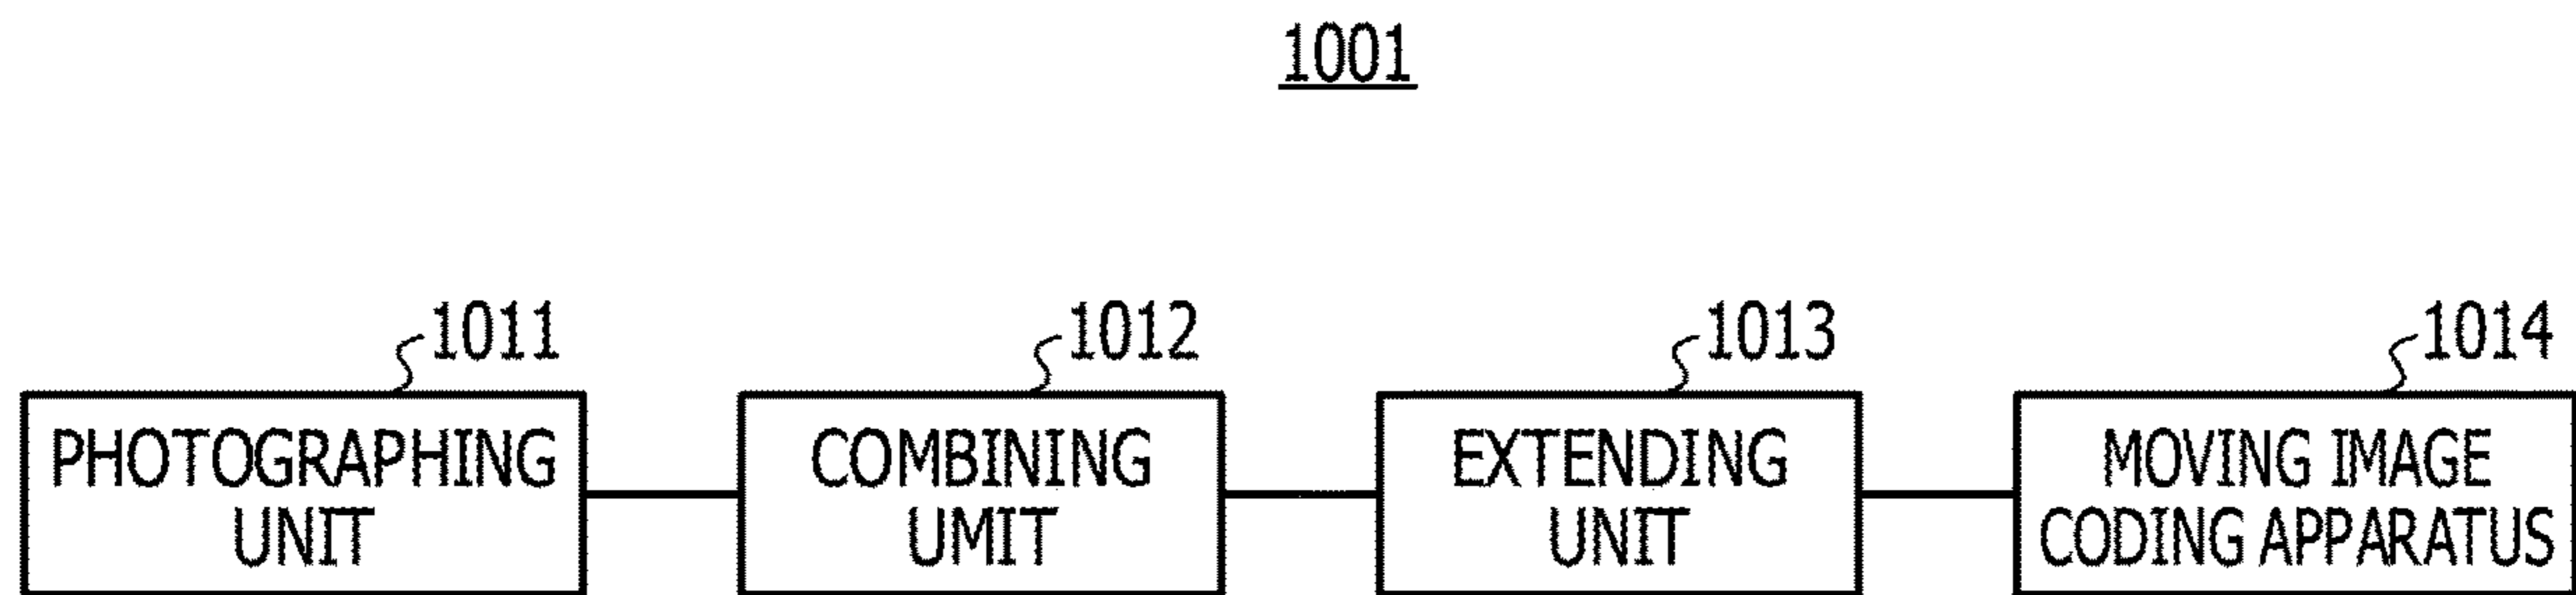 1001
1011
1012
1013
1014
PHOTOGRAPHING
UNIT
COMBINING
UMIT
EXTENDING
UNIT
MOVING IMAGE
CODING APPARATUS